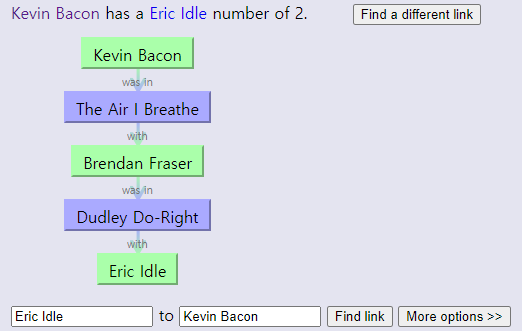 Kevin Bacon has a Eric Idle number of 2. Find a different link
Kevin Bacon
was in
The Air I Breathe
with
Brendan Fraser
was in
Dudley Do-Right
with
Eric Idle
Eric Idle to Kevin Bacon Find link More options >>